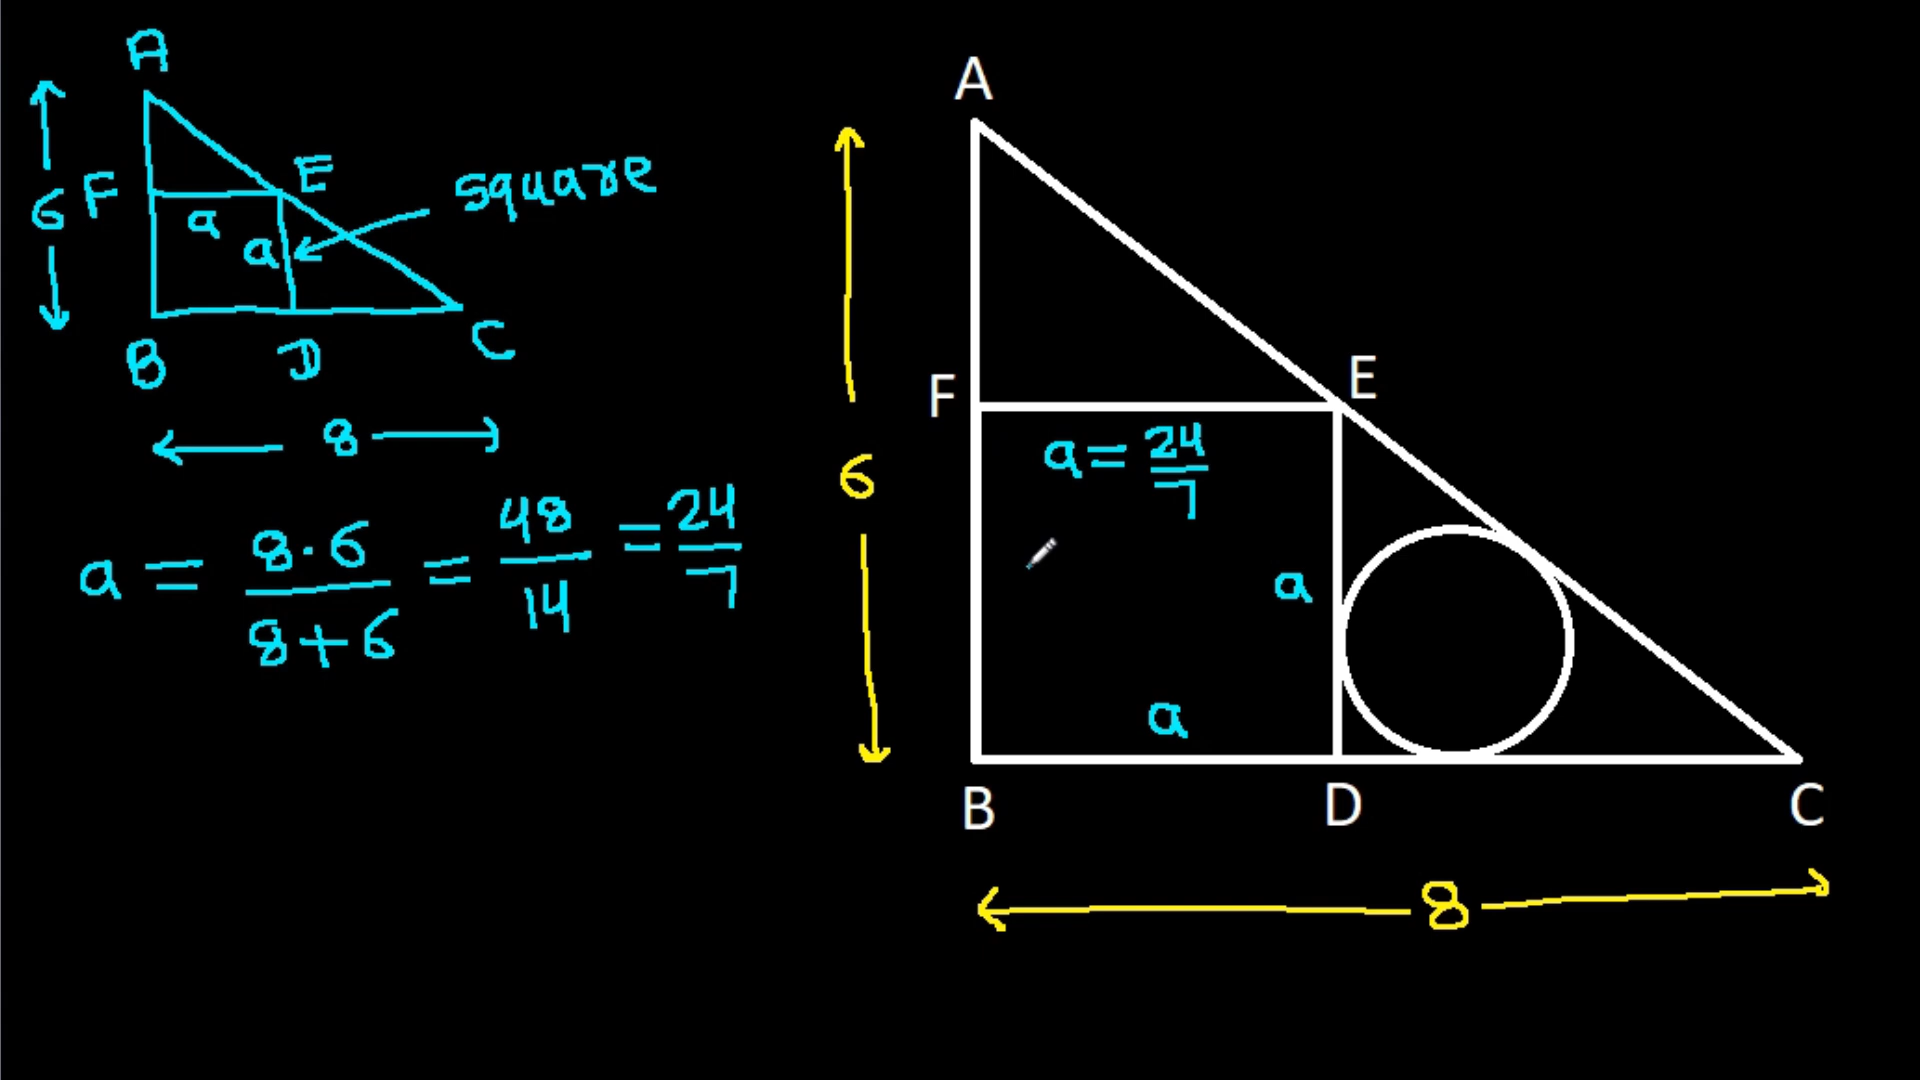 A
6 F E square
a
a
B D C
8
a = 8·6 / 8+6 = 48 / 14 = 24 / 7
A
F E
a = 24 / 7
6
a
a
B D C
8